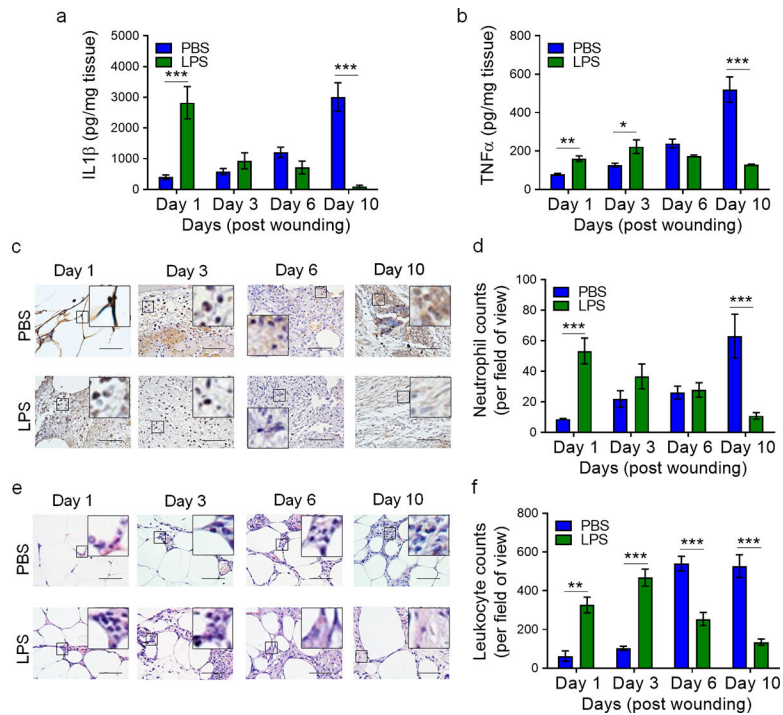 a
IL1β (pg/mg tissue)
4000
3000
2000
1000
0
PBS
LPS
***
***
Day 1 Day 3 Day 6 Day 10
Days (post wounding)
b
TNFα (pg/mg tissue)
800
600
400
200
0
PBS
LPS
**
*
***
Day 1 Day 3 Day 6 Day 10
Days (post wounding)
c
Day 1 Day 3 Day 6 Day 10
PBS
LPS
d
Neutrophil counts
(per field of view)
100
80
60
40
20
0
PBS
LPS
***
***
Day 1 Day 3 Day 6 Day 10
Days (post wounding)
e
Day 1 Day 3 Day 6 Day 10
PBS
LPS
f
Leukocyte counts
(per field of view)
800
600
400
200
0
PBS
LPS
**
***
***
***
Day 1 Day 3 Day 6 Day 10
Days (post wounding)